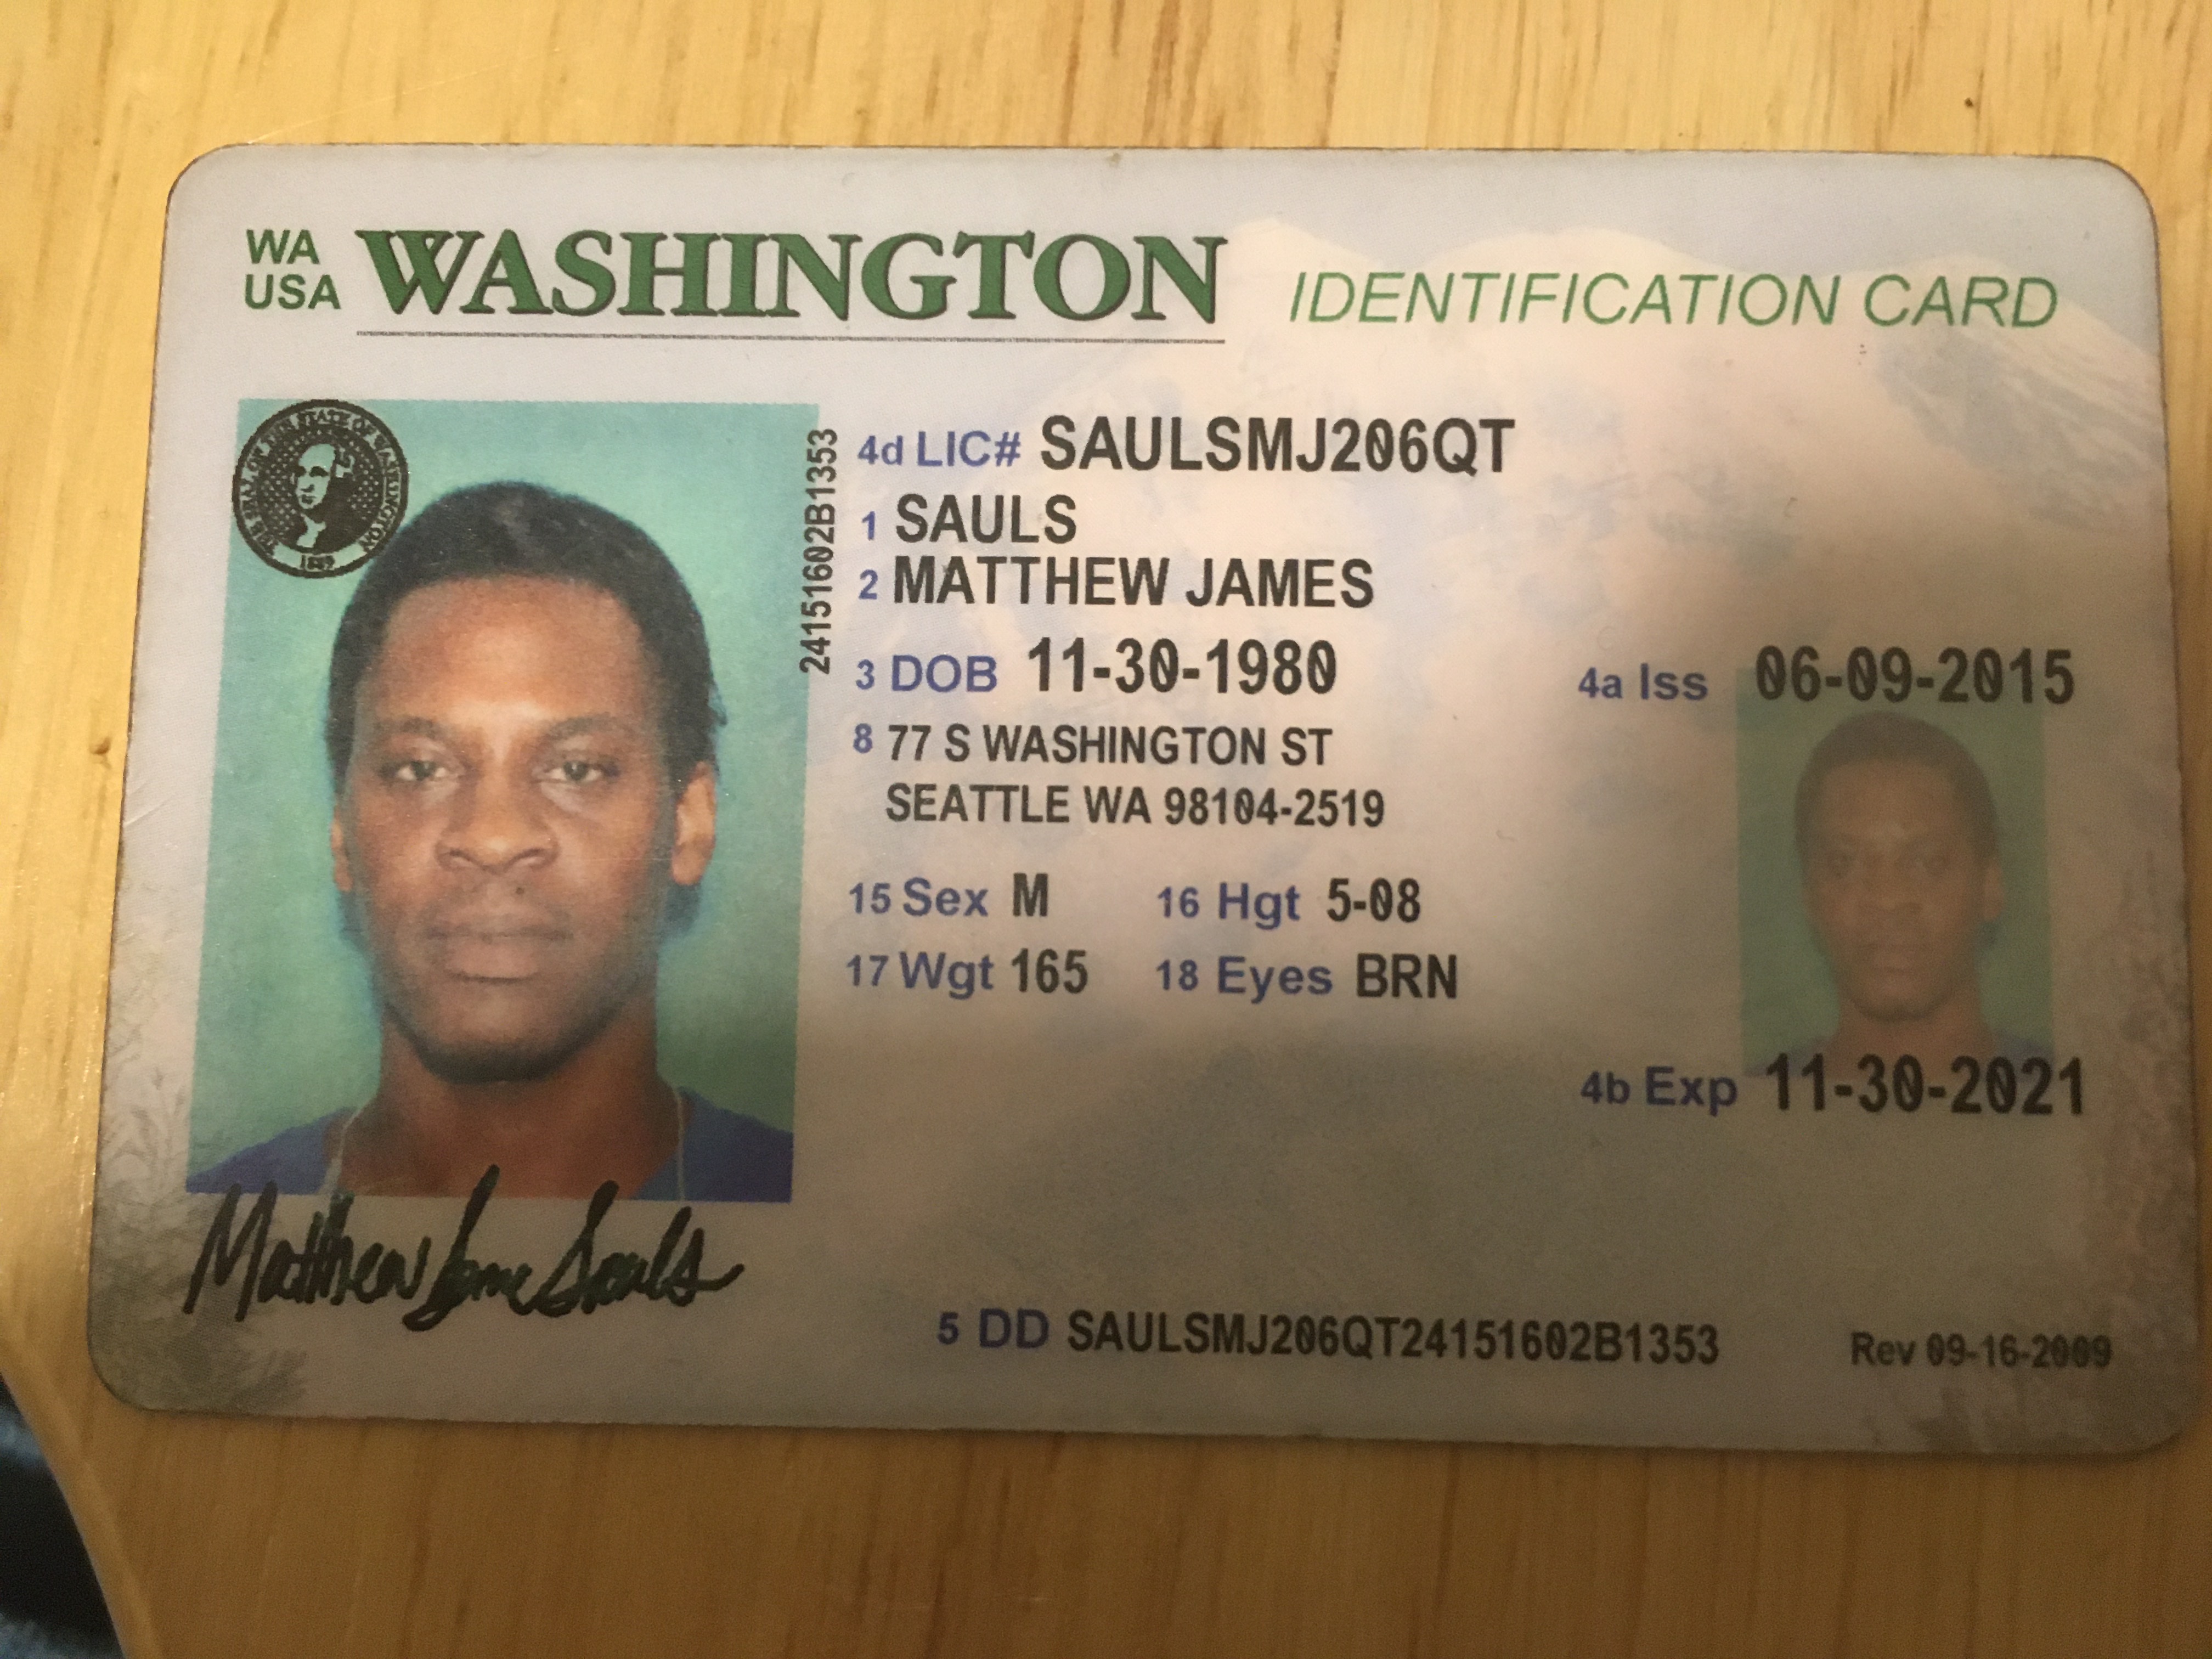 WA
USA
WASHINGTON IDENTIFICATION CARD
4d LIC# SAULSMJ206QT
1 SAULS
2 MATTHEW JAMES
3 DOB 11-30-1980
4a Iss 06-09-2015
8 77 S WASHINGTON ST
SEATTLE WA 98104-2519
15 Sex M 16 Hgt 5-08
17 Wgt 165 18 Eyes BRN
4b Exp 11-30-2021
24151602B1353
THE SEAL OF THE STATE OF WASHINGTON
1889
Matthew James Sauls
5 DD SAULSMJ206QT24151602B1353
Rev 09-16-2009